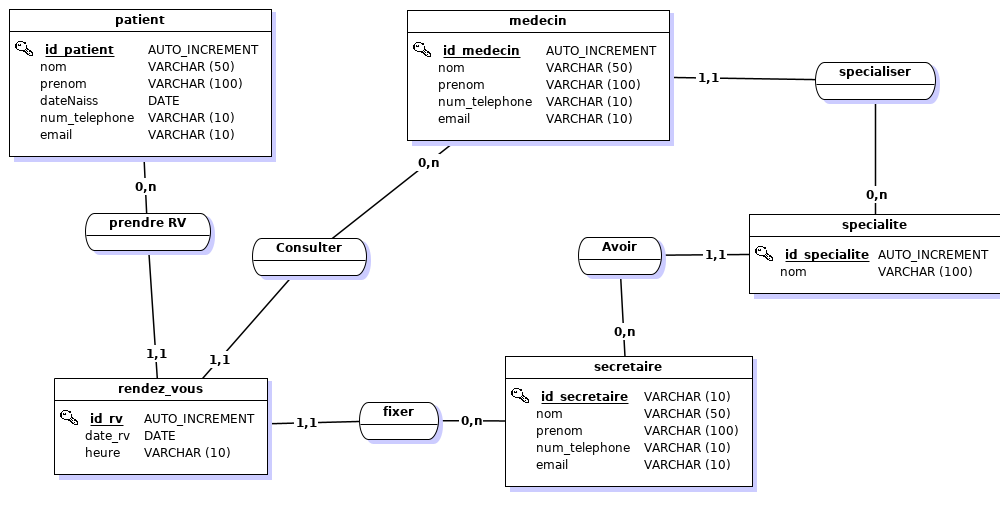 patient
id_patient AUTO_INCREMENT
nom VARCHAR (50)
prenom VARCHAR (100)
dateNaiss DATE
num_telephone VARCHAR (10)
email VARCHAR (10)
medecin
id_medecin AUTO_INCREMENT
nom VARCHAR (50)
prenom VARCHAR (100)
num_telephone VARCHAR (10)
email VARCHAR (10)
1,1
specialiser
0,n
0,n
0,n
prendre RV
Consulter
Avoir
1,1
specialite
id_specialite AUTO_INCREMENT
nom VARCHAR (100)
0,n
1,1
1,1
rendez_vous
id_rv AUTO_INCREMENT
date_rv DATE
heure VARCHAR (10)
1,1
fixer
0,n
secretaire
id_secretaire VARCHAR (10)
nom VARCHAR (50)
prenom VARCHAR (100)
num_telephone VARCHAR (10)
email VARCHAR (10)